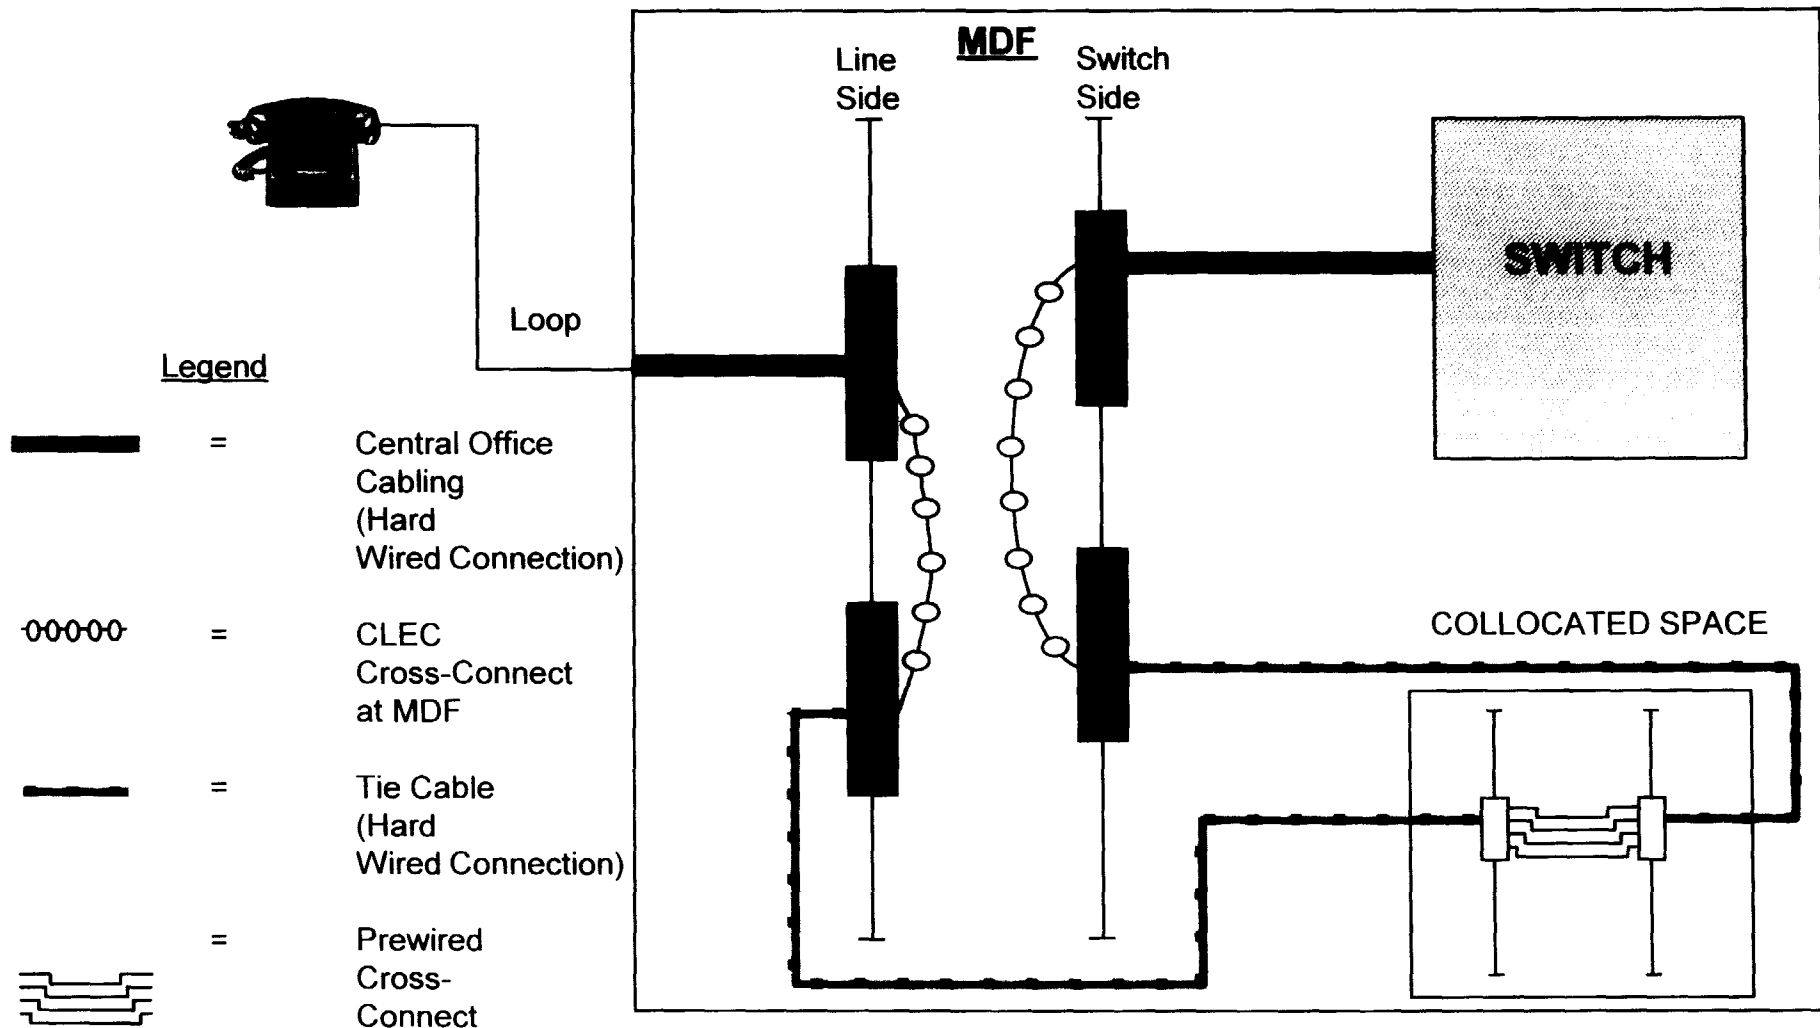 MDF
Line
Side
Switch
Side
SWITCH
Loop
Legend
= Central Office
Cabling
(Hard
Wired Connection)
= CLEC
Cross-Connect
at MDF
= Tie Cable
(Hard
Wired Connection)
= Prewired
Cross-
Connect
COLLOCATED SPACE